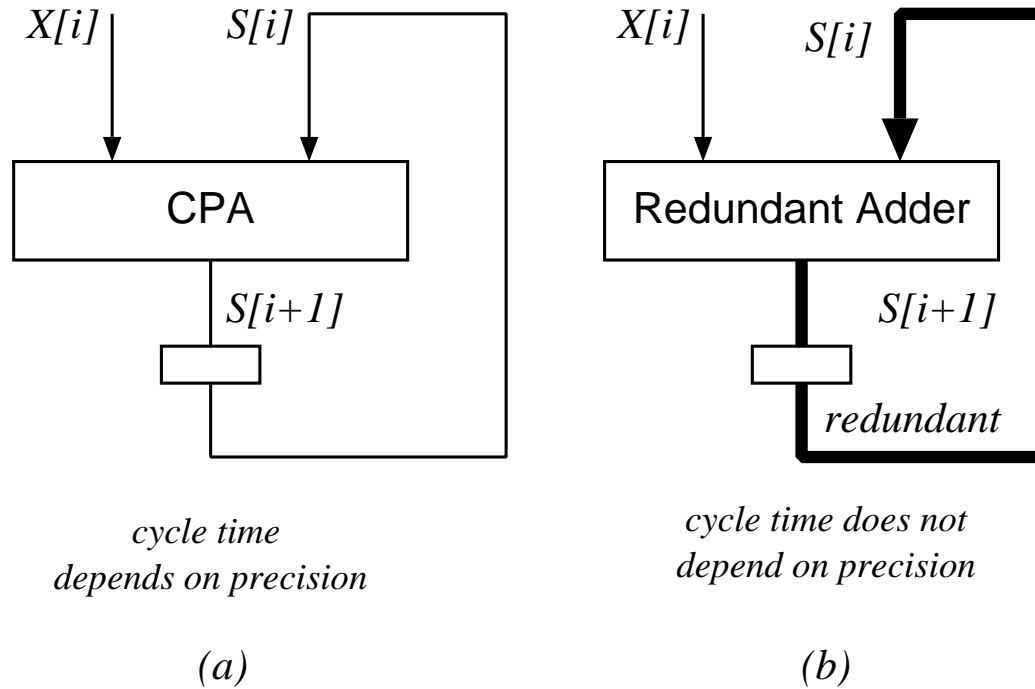 X[i]
S[i]
CPA
S[i+1]
cycle time
depends on precision
(a)
X[i]
S[i]
Redundant Adder
S[i+1]
redundant
cycle time does not
depend on precision
(b)